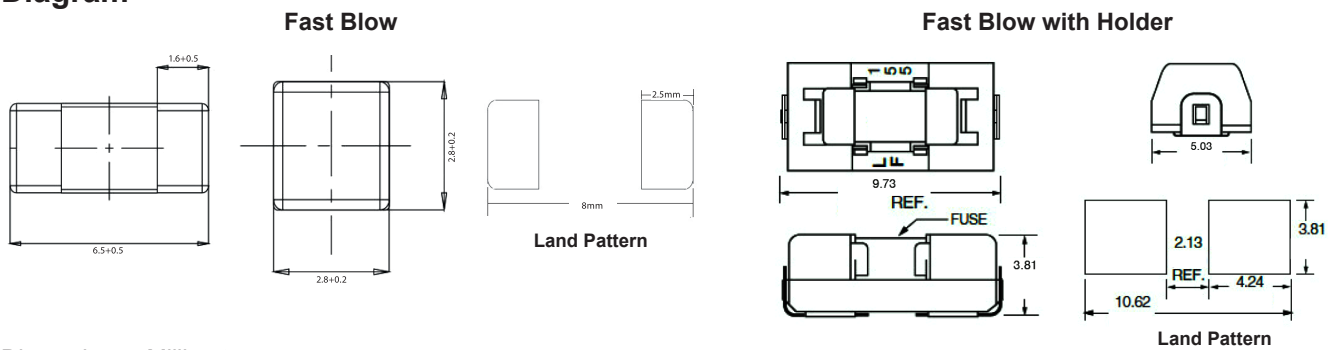 Fast Blow
1.6+0.5
6.5+0.5
2.8+0.2
2.8+0.2
2.5mm
8mm
Land Pattern
Fast Blow with Holder
155
LF
9.73
REF.
FUSE
3.81
5.03
3.81
2.13
REF.
4.24
10.62
Land Pattern